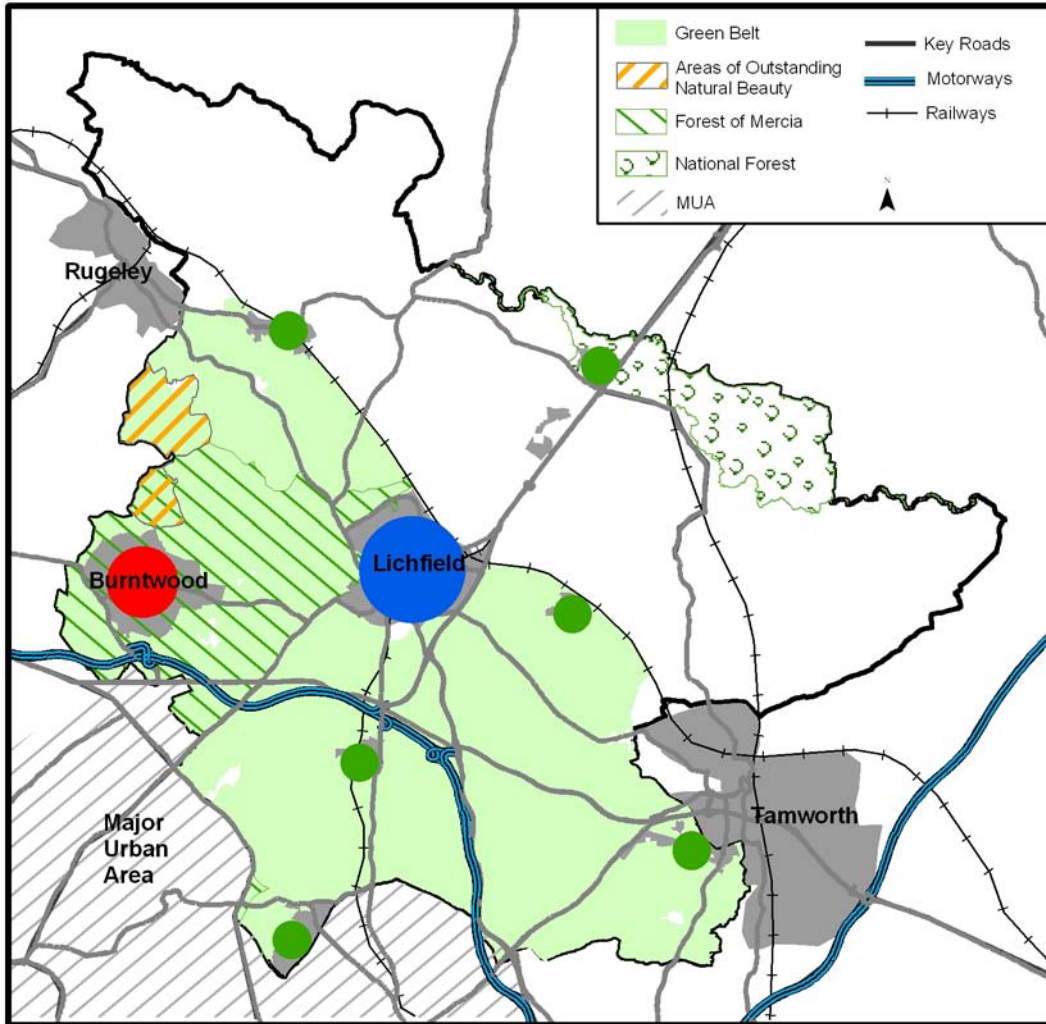 Green Belt
Areas of Outstanding
Natural Beauty
Forest of Mercia
National Forest
MUA
Key Roads
Motorways
Railways
N
Rugeley
Lichfield
Burntwood
Tamworth
Major
Urban
Area